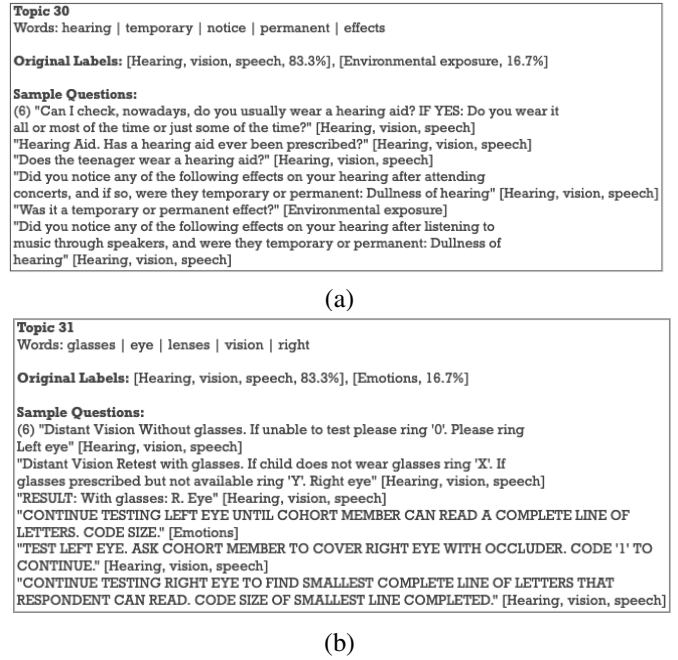 Topic 30
Words: hearing | temporary | notice | permanent | effects
Original Labels: [Hearing, vision, speech, 83.3%], [Environmental exposure, 16.7%]
Sample Questions:
(6) "Can I check, nowadays, do you usually wear a hearing aid? IF YES: Do you wear it
all or most of the time or just some of the time?" [Hearing, vision, speech]
"Hearing Aid. Has a hearing aid ever been prescribed?" [Hearing, vision, speech]
"Does the teenager wear a hearing aid?" [Hearing, vision, speech]
"Did you notice any of the following effects on your hearing after attending
concerts, and if so, were they temporary or permanent: Dullness of hearing" [Hearing, vision, speech]
"Was it a temporary or permanent effect?" [Environmental exposure]
"Did you notice any of the following effects on your hearing after listening to
music through speakers, and were they temporary or permanent: Dullness of
hearing" [Hearing, vision, speech]
(a)
Topic 31
Words: glasses | eye | lenses | vision | right
Original Labels: [Hearing, vision, speech, 83.3%], [Emotions, 16.7%]
Sample Questions:
(6) "Distant Vision Without glasses. If unable to test please ring '0'. Please ring
Left eye" [Hearing, vision, speech]
"Distant Vision Retest with glasses. If child does not wear glasses ring 'X'. If
glasses prescribed but not available ring 'Y'. Right eye" [Hearing, vision, speech]
"RESULT: With glasses: R. Eye" [Hearing, vision, speech]
"CONTINUE TESTING LEFT EYE UNTIL COHORT MEMBER CAN READ A COMPLETE LINE OF
LETTERS. CODE SIZE." [Emotions]
"TEST LEFT EYE. ASK COHORT MEMBER TO COVER RIGHT EYE WITH OCCLUDER. CODE '1' TO
CONTINUE." [Hearing, vision, speech]
"CONTINUE TESTING RIGHT EYE TO FIND SMALLEST COMPLETE LINE OF LETTERS THAT
RESPONDENT CAN READ. CODE SIZE OF SMALLEST LINE COMPLETED." [Hearing, vision, speech]
(b)